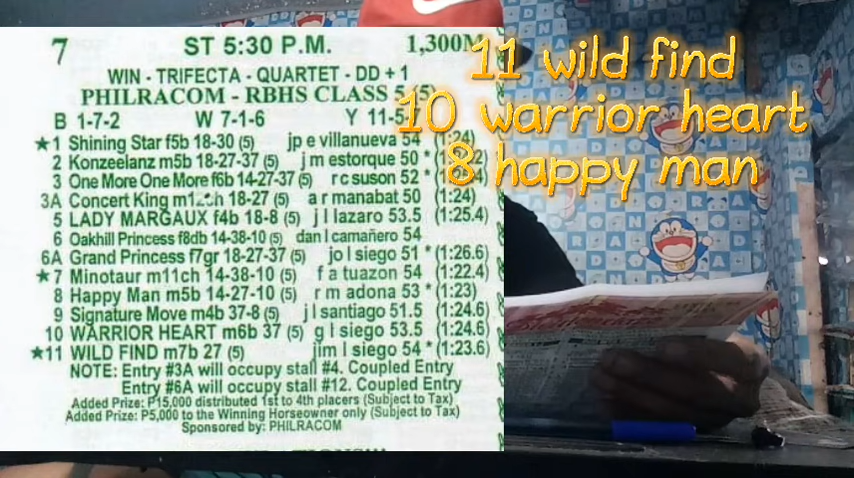 7 ST 5:30 P.M. 1,300M
WIN - TRIFECTA - QUARTET - DD + 1
PHILRACOM - RBHS CLASS 5 (5)
B 1-7-2 W 7-1-6 Y 11-5
★1 Shining Star f5b 18-30 (5) jp e villanueva 54 (1:24)
2 Konzeelanz m5b 18-27-37 (5) j m estorque 50 *
3 One More One More f6b 14-27-37 (5) r c suson 52 *
3A Concert King 18-27 (5) a r manabat 50 (1:24)
5 LADY MARGAUX f4b 18-8 (5) j l lazaro 53.5 (1:25.4)
6 Oakhill Princess f8db 14-38-10 (5) dan l camañero 54
6A Grand Princess f7gr 18-27-37 (5) jo l siego 51 * (1:26.6)
★7 Minotaur m11ch 14-38-10 (5) f a tuazon 54 (1:22.4)
8 Happy Man m5b 14-27-10 (5) r m adona 53 * (1:23)
9 Signature Move m4b 37-8 (5) j l santiago 51.5 (1:24.6)
10 WARRIOR HEART m6b 37 (5) g l siego 53.5 (1:24.6)
★11 WILD FIND m7b 27 (5) jim l siego 54 * (1:23.6)
NOTE: Entry #3A will occupy stall #4. Coupled Entry
Entry #6A will occupy stall #12. Coupled Entry
Added Prize: P15,000 distributed 1st to 4th placers (Subject to Tax)
Added Prize: P5,000 to the Winning Horseowner only (Subject to Tax)
Sponsored by: PHILRACOM
11 wild find
10 warrior heart
8 happy man